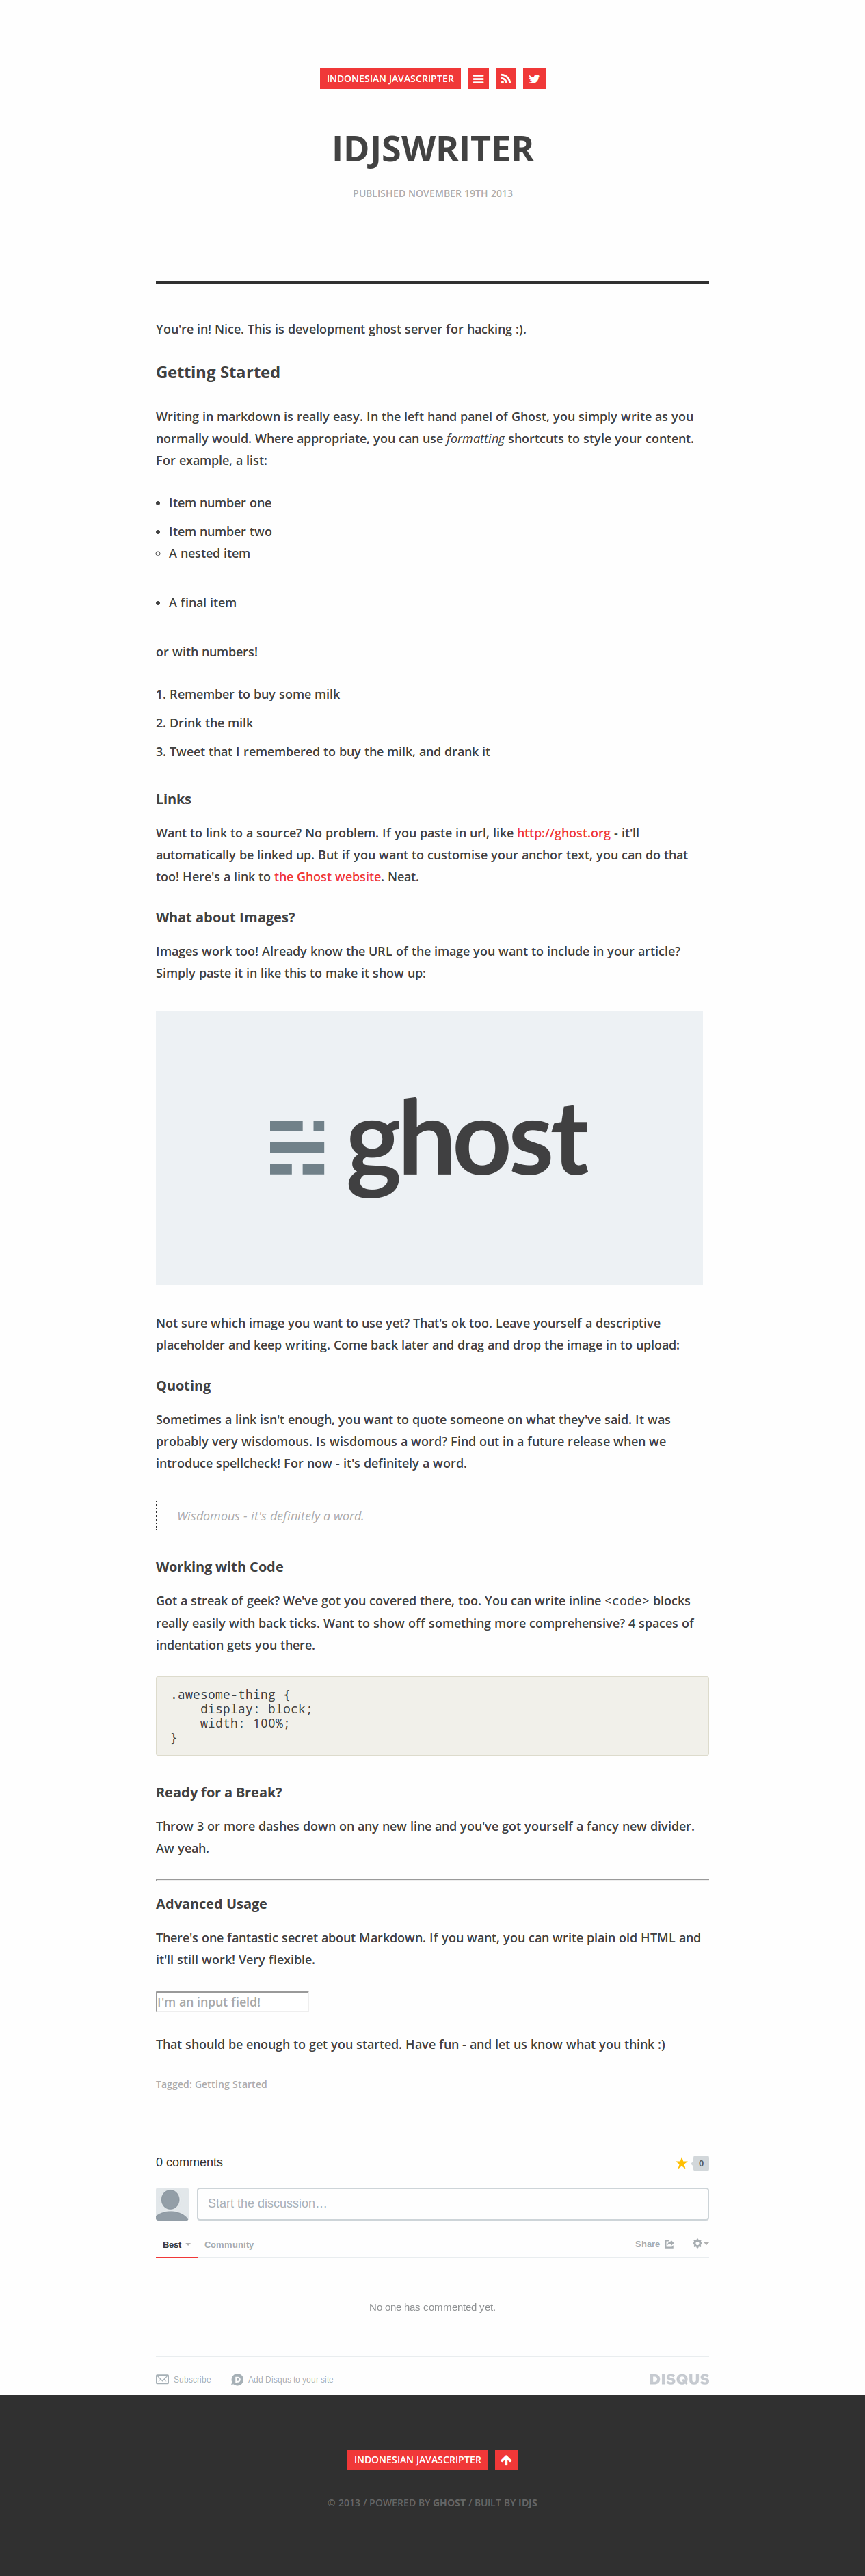 INDONESIAN JAVASCRIPTER
IDJSWRITER
PUBLISHED NOVEMBER 19TH 2013
You're in! Nice. This is development ghost server for hacking :).
Getting Started
Writing in markdown is really easy. In the left hand panel of Ghost, you simply write as you
normally would. Where appropriate, you can use formatting shortcuts to style your content.
For example, a list:
Item number one
Item number two
A nested item
A final item
or with numbers!
1. Remember to buy some milk
2. Drink the milk
3. Tweet that I remembered to buy the milk, and drank it
Links
Want to link to a source? No problem. If you paste in url, like http://ghost.org - it'll
automatically be linked up. But if you want to customise your anchor text, you can do that
too! Here's a link to the Ghost website. Neat.
What about Images?
Images work too! Already know the URL of the image you want to include in your article?
Simply paste it in like this to make it show up:
ghost
Not sure which image you want to use yet? That's ok too. Leave yourself a descriptive
placeholder and keep writing. Come back later and drag and drop the image in to upload:
Quoting
Sometimes a link isn't enough, you want to quote someone on what they've said. It was
probably very wisdomous. Is wisdomous a word? Find out in a future release when we
introduce spellcheck! For now - it's definitely a word.
Wisdomous - it's definitely a word.
Working with Code
Got a streak of geek? We've got you covered there, too. You can write inline <code> blocks
really easily with back ticks. Want to show off something more comprehensive? 4 spaces of
indentation gets you there.
.awesome-thing {
    display: block;
    width: 100%;
}
Ready for a Break?
Throw 3 or more dashes down on any new line and you've got yourself a fancy new divider.
Aw yeah.
Advanced Usage
There's one fantastic secret about Markdown. If you want, you can write plain old HTML and
it'll still work! Very flexible.
I'm an input field!
That should be enough to get you started. Have fun - and let us know what you think :)
Tagged: Getting Started
0 comments
0
Start the discussion…
Best Community Share
No one has commented yet.
Subscribe Add Disqus to your site DISQUS
INDONESIAN JAVASCRIPTER
© 2013 / POWERED BY GHOST / BUILT BY IDJS